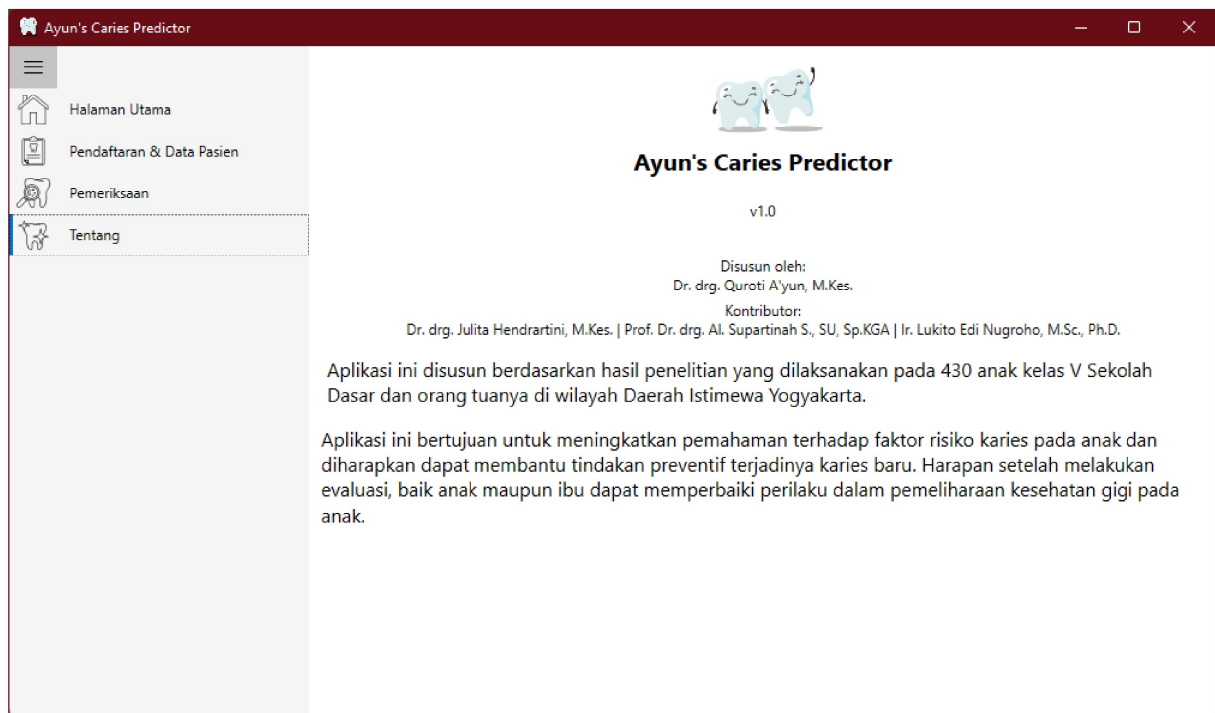 Ayun's Caries Predictor
Halaman Utama
Pendaftaran & Data Pasien
Pemeriksaan
Tentang
Ayun's Caries Predictor
v1.0
Disusun oleh:
Dr. drg. Quroti A'yun, M.Kes.
Kontributor:
Dr. drg. Julita Hendrartini, M.Kes. | Prof. Dr. drg. Al. Supartinah S., SU, Sp.KGA | Ir. Lukito Edi Nugroho, M.Sc., Ph.D.
Aplikasi ini disusun berdasarkan hasil penelitian yang dilaksanakan pada 430 anak kelas V Sekolah
Dasar dan orang tuanya di wilayah Daerah Istimewa Yogyakarta.
Aplikasi ini bertujuan untuk meningkatkan pemahaman terhadap faktor risiko karies pada anak dan
diharapkan dapat membantu tindakan preventif terjadinya karies baru. Harapan setelah melakukan
evaluasi, baik anak maupun ibu dapat memperbaiki perilaku dalam pemeliharaan kesehatan gigi pada
anak.